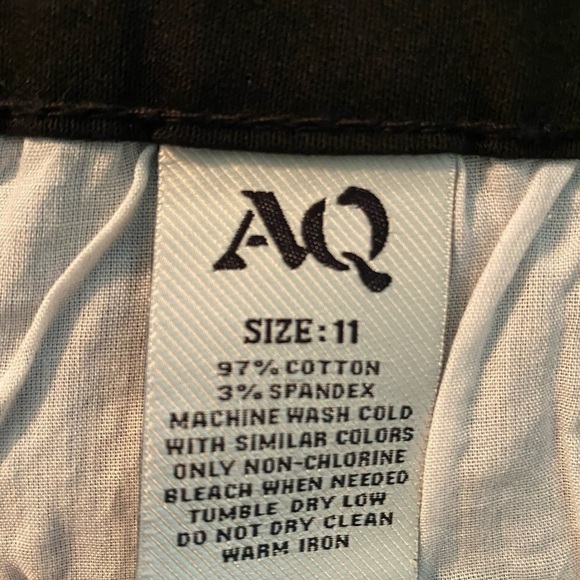 AQ
SIZE: 11
97% COTTON
3% SPANDEX
MACHINE WASH COLD
WITH SIMILAR COLORS
ONLY NON-CHLORINE
BLEACH WHEN NEEDED
TUMBLE DRY LOW
DO NOT DRY CLEAN
WARM IRON